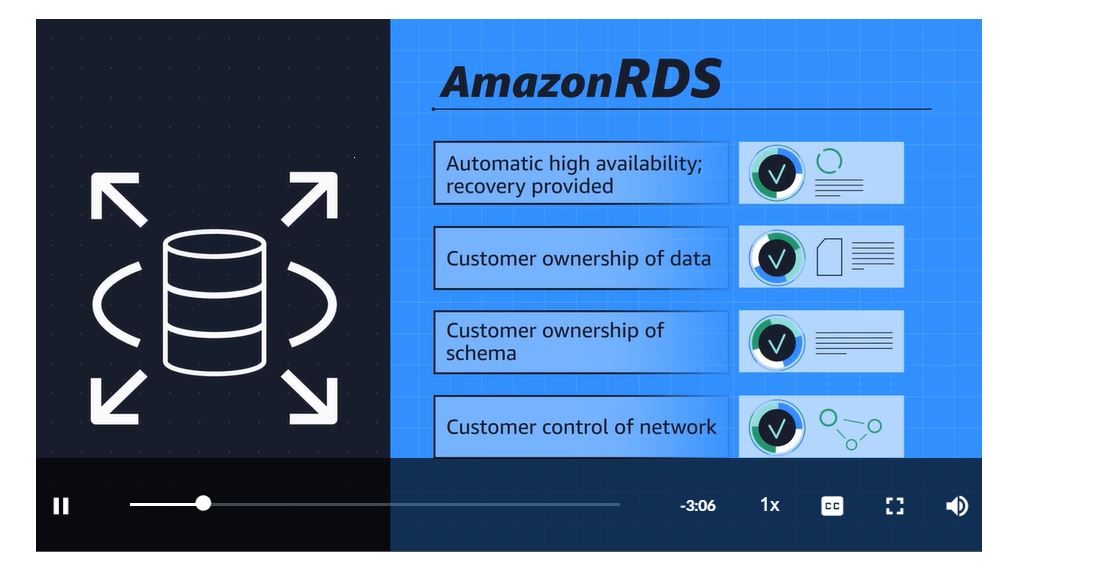 AmazonRDS
Automatic high availability;
recovery provided
Customer ownership of data
Customer ownership of
schema
Customer control of network
-3:06
1x
CC